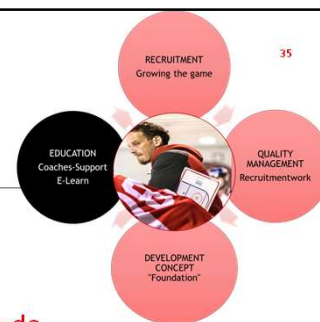 RECRUITMENT
Growing the game
35
EDUCATION
Coaches-Support
E-Learn
QUALITY
MANAGEMENT
Recruitmentwork
DEVELOPMENT
CONCEPT
"Foundation"